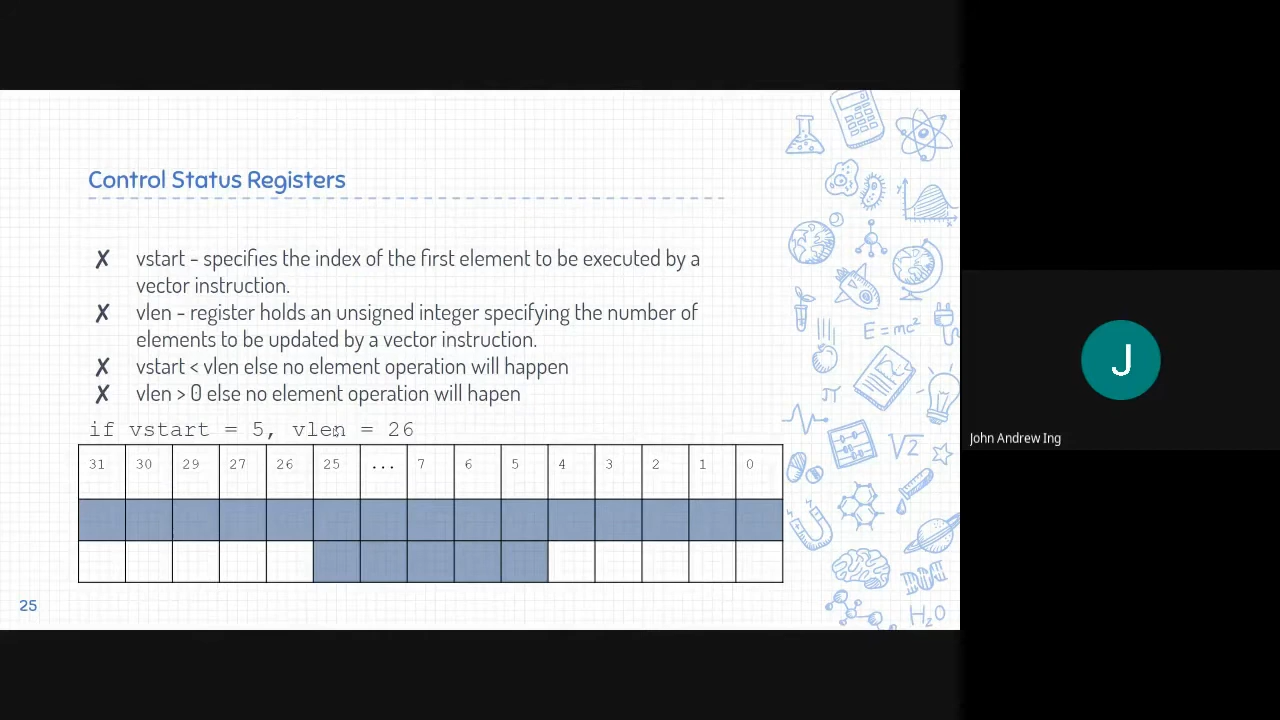 Control Status Registers
✗ vstart - specifies the index of the first element to be executed by a
vector instruction.
✗ vlen - register holds an unsigned integer specifying the number of
elements to be updated by a vector instruction.
✗ vstart < vlen else no element operation will happen
✗ vlen > 0 else no element operation will hapen
if vstart = 5, vlen = 26
31 30 29 27 26 25 ... 7 6 5 4 3 2 1 0
25
y
x
E=mc²
π
√2
H₂O
J
John Andrew Ing